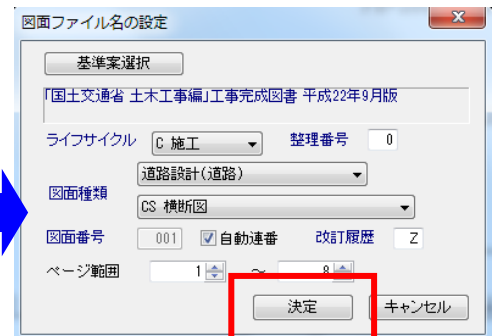 図面ファイル名の設定
基準案選択
「国土交通省 土木工事編」工事完成図書 平成22年9月版
ライフサイクル C 施工 整理番号 0
道路設計(道路)
図面種類
CS 横断図
図面番号 001 自動連番 改訂履歴 Z
ページ範囲 1 ～ 8
決定 キャンセル